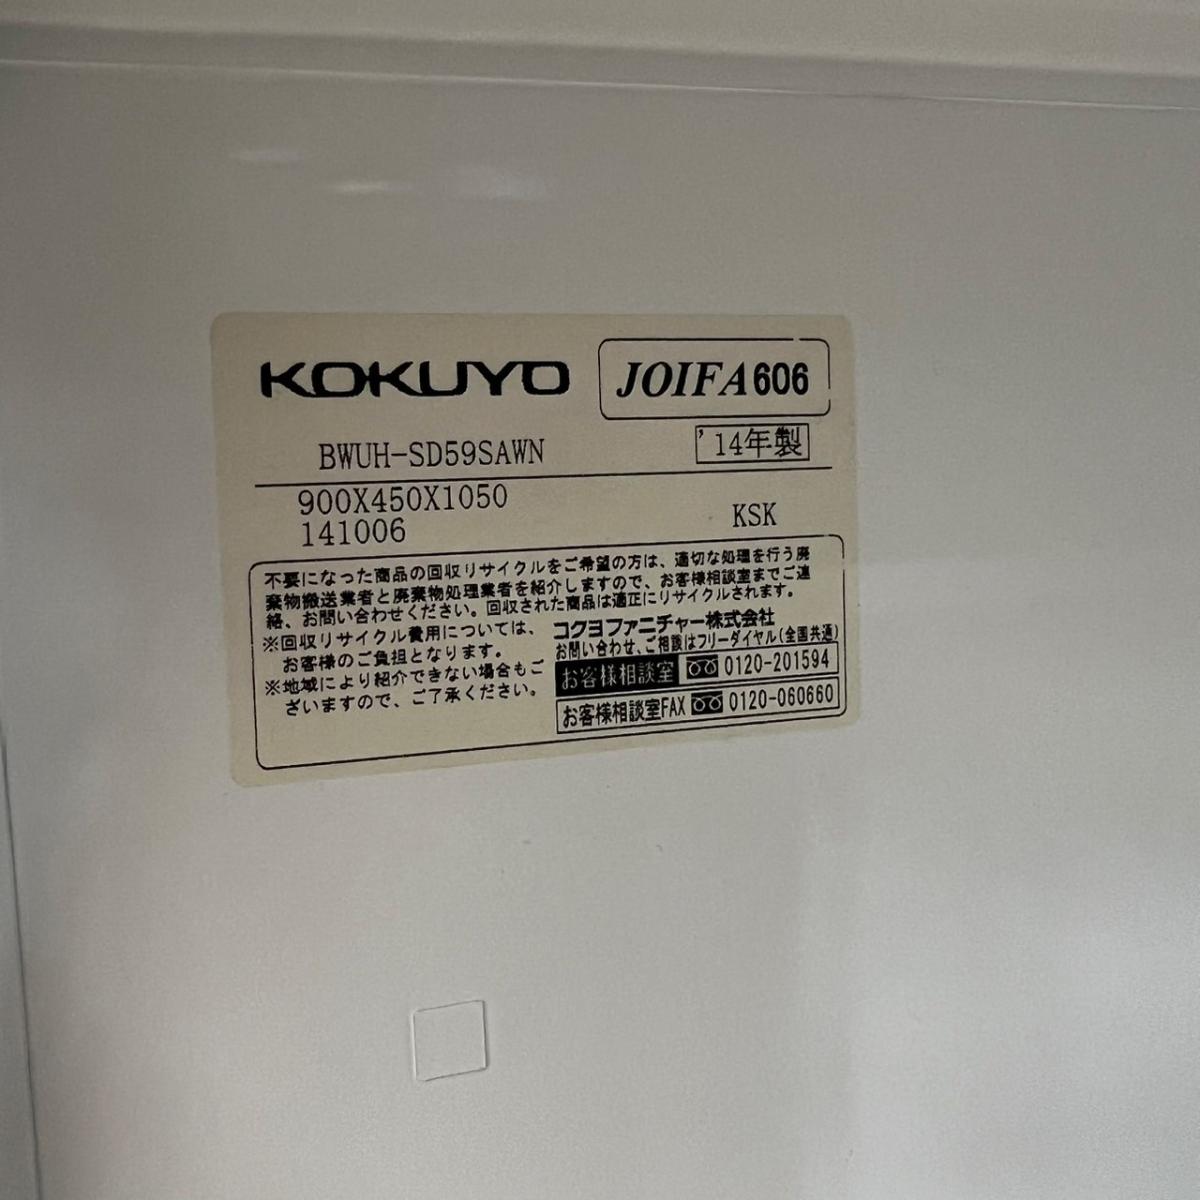 KOKUYO JOIFA606
BWUH-SD59SAWN '14年製
900X450X1050
141006 KSK
不要になった商品の回収リサイクルをご希望の方は、適切な処理を行う廃
棄物搬送業者と廃棄物処理業者を紹介しますので、お客様相談室までご連
絡、お問い合わせください。回収された商品は適正にリサイクルされます。
※回収リサイクル費用については、
お客様のご負担となります。
※地域により紹介できない場合もご
ざいますので、ご了承ください。
コクヨファニチャー株式会社
お問い合わせ、ご相談はフリーダイヤル(全国共通)
お客様相談室 0120-201594
お客様相談室FAX 0120-060660